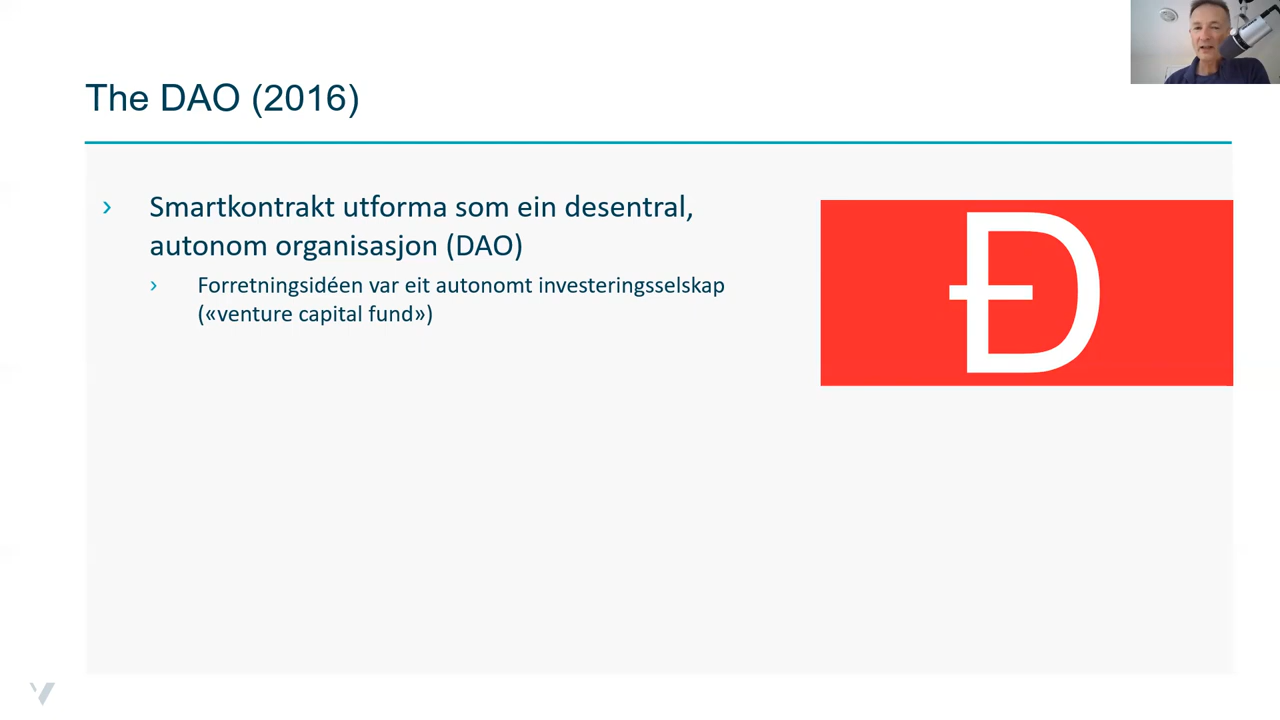 The DAO (2016)
› Smartkontrakt utforma som ein desentral,
autonom organisasjon (DAO)
› Forretningsidéen var eit autonomt investeringsselskap
(«venture capital fund»)
Ð